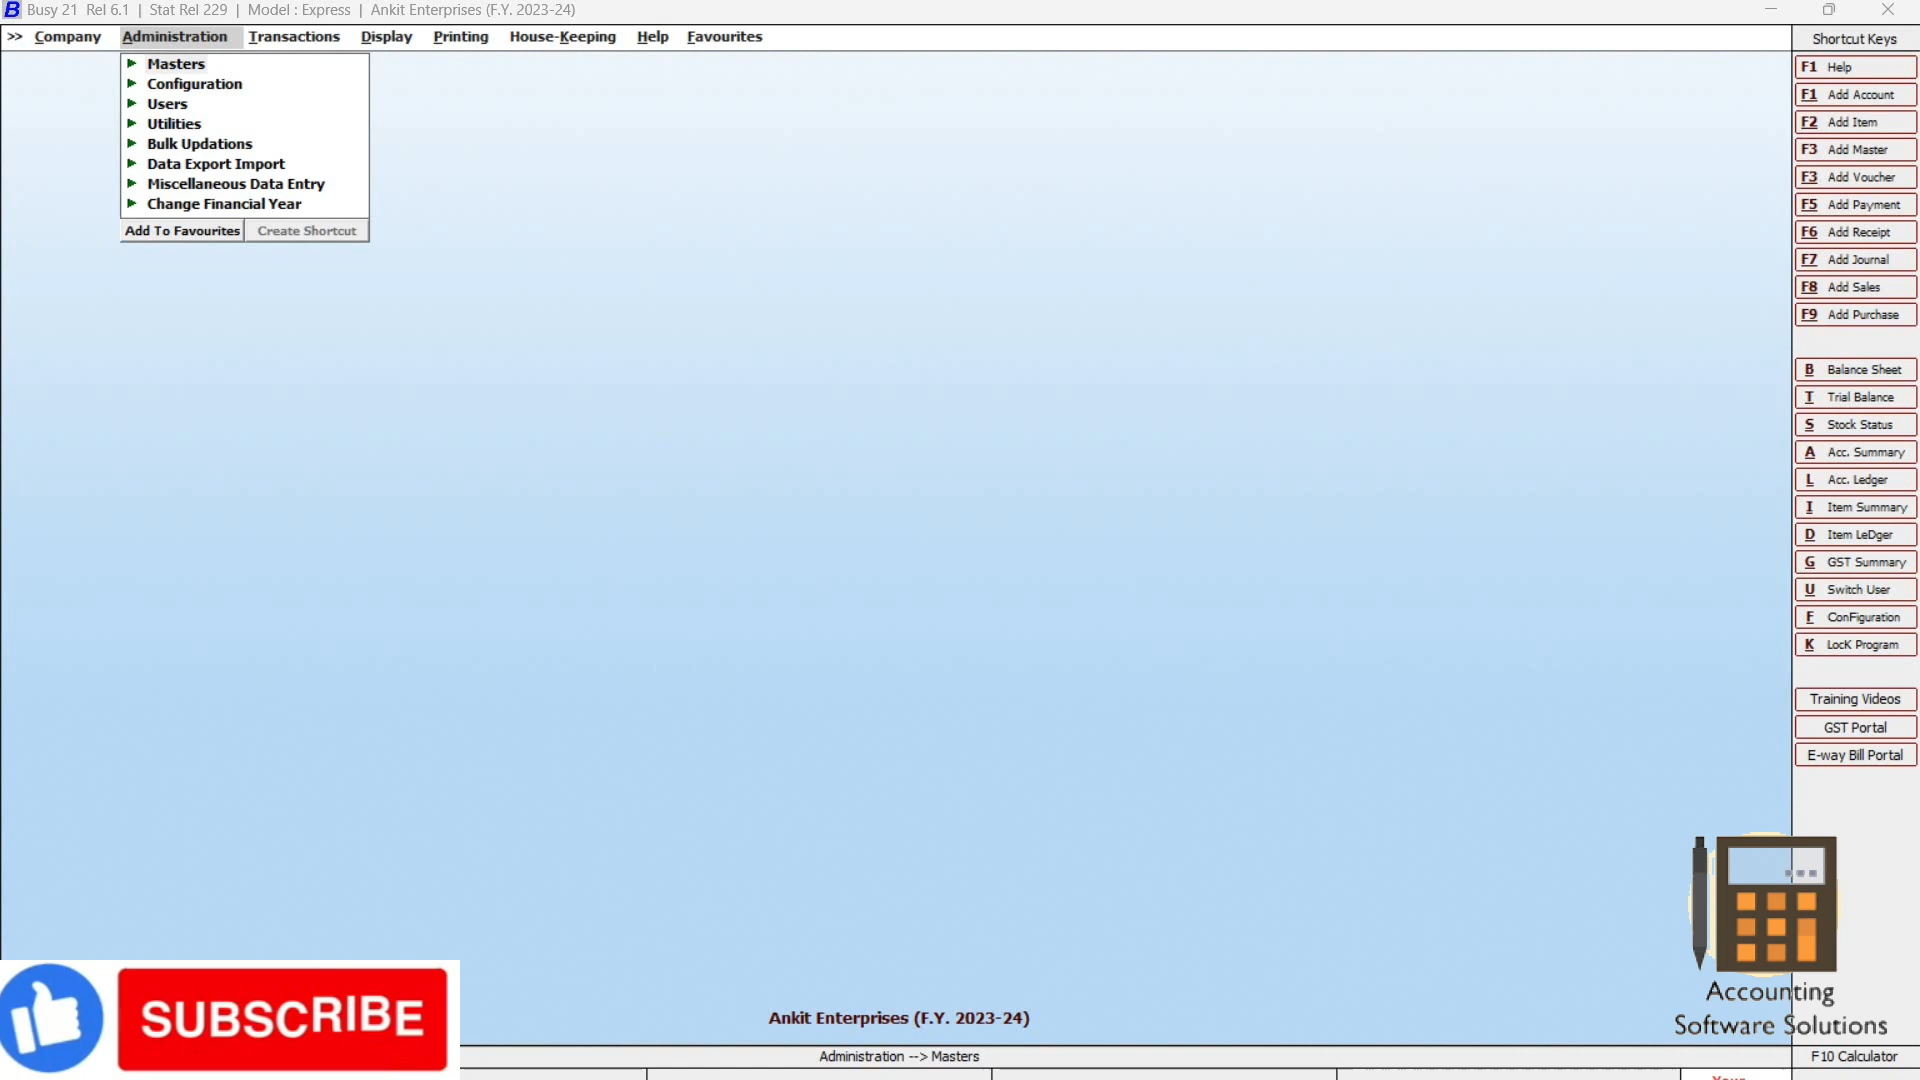 B Busy 21 Rel 6.1 | Stat Rel 229 | Model : Express | Ankit Enterprises (F.Y. 2023-24)
>> Company Administration Transactions Display Printing House-Keeping Help Favourites
Masters
Configuration
Users
Utilities
Bulk Updations
Data Export Import
Miscellaneous Data Entry
Change Financial Year
Add To Favourites Create Shortcut
Shortcut Keys
F1 Help
F1 Add Account
F2 Add Item
F3 Add Master
F3 Add Voucher
F5 Add Payment
F6 Add Receipt
F7 Add Journal
F8 Add Sales
F9 Add Purchase
B Balance Sheet
T Trial Balance
S Stock Status
A Acc. Summary
L Acc. Ledger
I Item Summary
D Item LeDger
G GST Summary
U Switch User
F ConFiguration
K LocK Program
Training Videos
GST Portal
E-way Bill Portal
Accounting
Software Solutions
SUBSCRIBE
Ankit Enterprises (F.Y. 2023-24)
Administration --> Masters
F10 Calculator